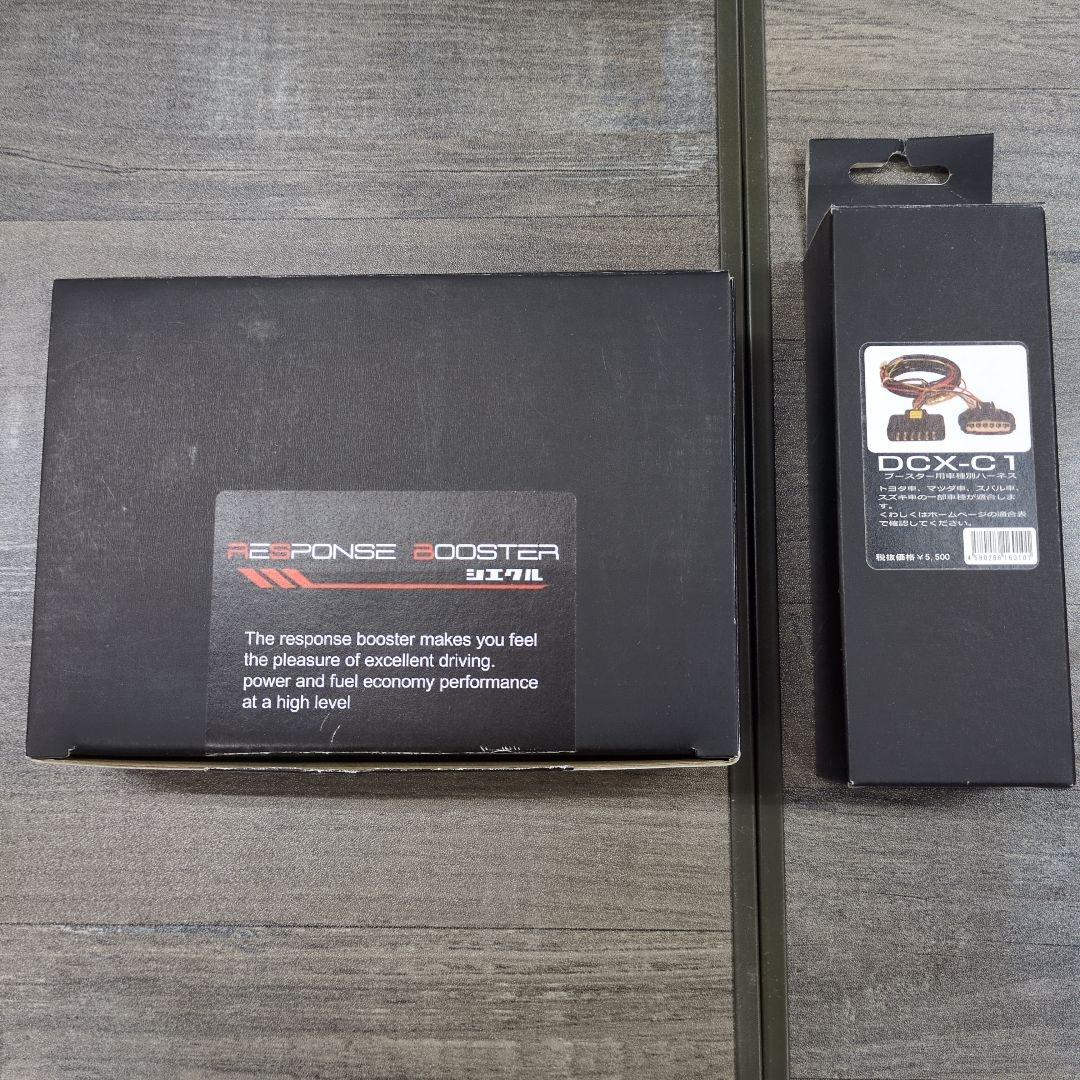 RESPONSE BOOSTER
シエクル
The response booster makes you feel
the pleasure of excellent driving.
power and fuel economy performance
at a high level
DCX-C1
ブースター用車種別ハーネス
トヨタ車、マツダ車、スバル車、
スズキ車の一部車種が適合しま
す。
くわしくはホームページの適合表
で確認してください。
税抜価格￥5,500